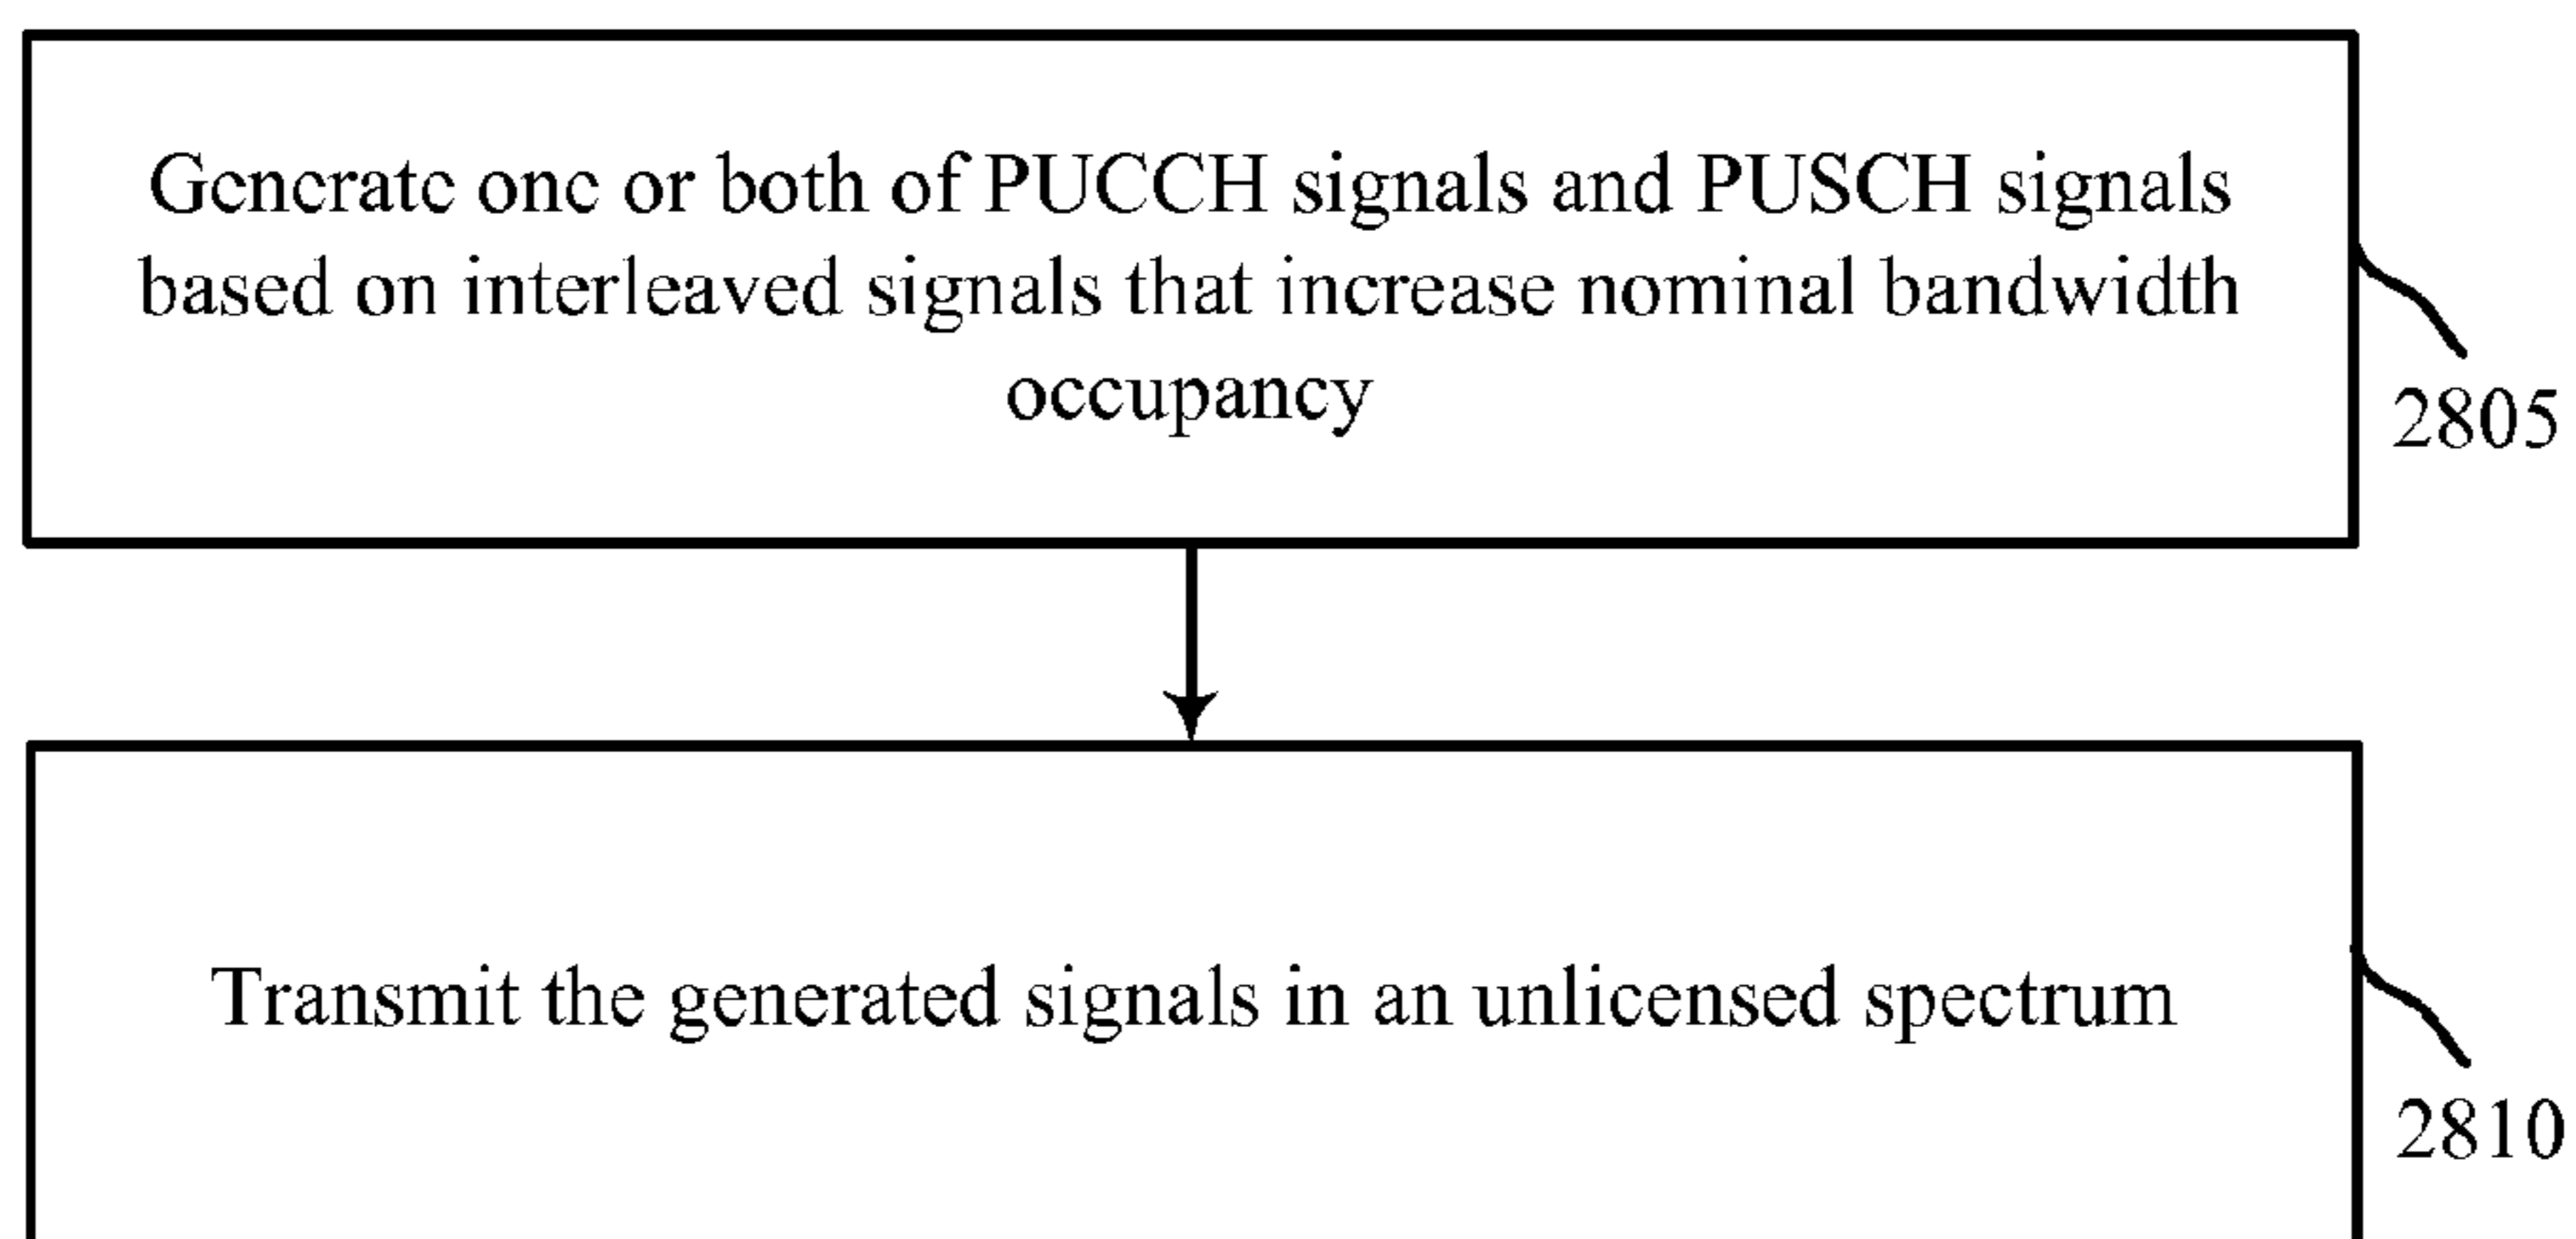 Generate one or both of PUCCH signals and PUSCH signals
based on interleaved signals that increase nominal bandwidth
occupancy
2805
Transmit the generated signals in an unlicensed spectrum
2810